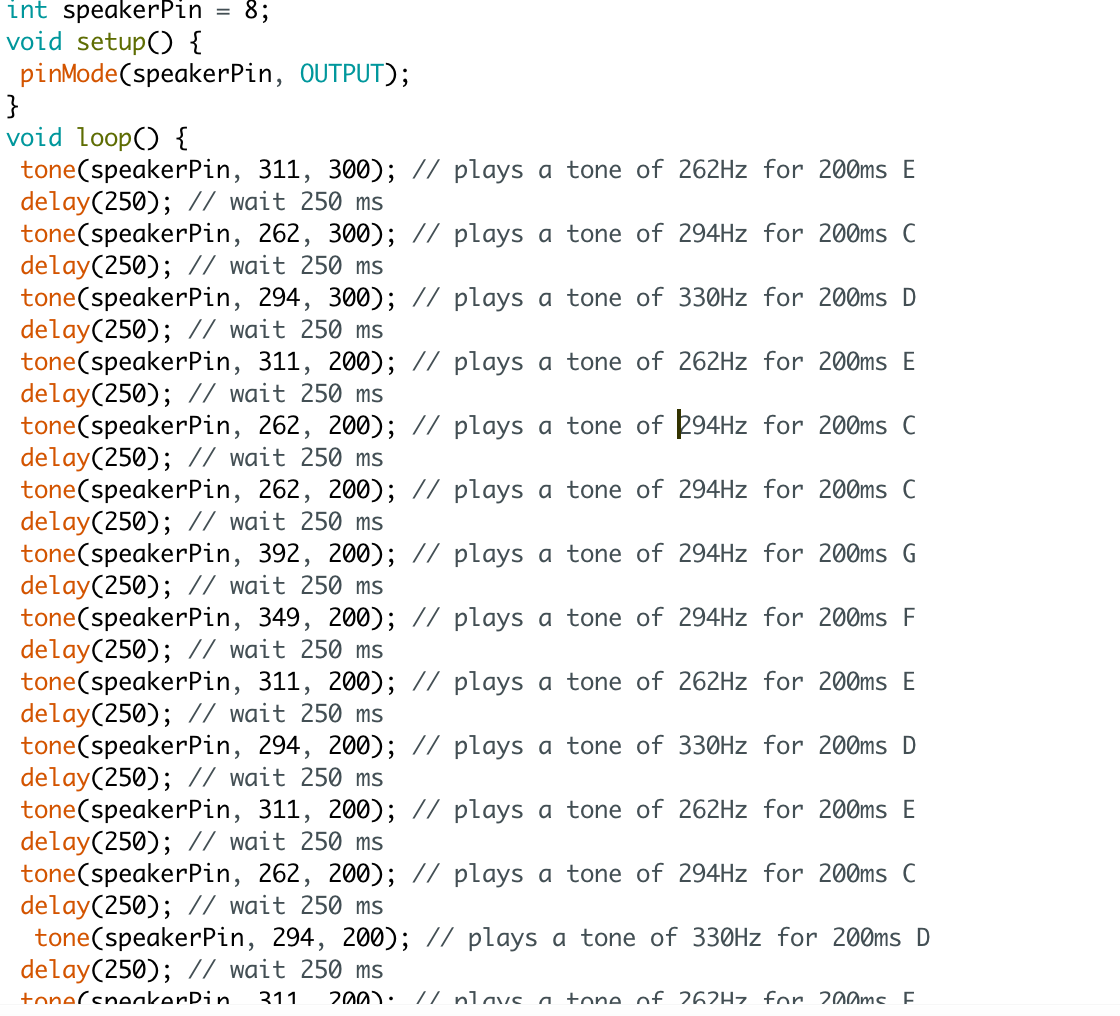 int speakerPin = 8;
void setup() {
 pinMode(speakerPin, OUTPUT);
}
void loop() {
 tone(speakerPin, 311, 300); // plays a tone of 262Hz for 200ms E
 delay(250); // wait 250 ms
 tone(speakerPin, 262, 300); // plays a tone of 294Hz for 200ms C
 delay(250); // wait 250 ms
 tone(speakerPin, 294, 300); // plays a tone of 330Hz for 200ms D
 delay(250); // wait 250 ms
 tone(speakerPin, 311, 200); // plays a tone of 262Hz for 200ms E
 delay(250); // wait 250 ms
 tone(speakerPin, 262, 200); // plays a tone of 294Hz for 200ms C
 delay(250); // wait 250 ms
 tone(speakerPin, 262, 200); // plays a tone of 294Hz for 200ms C
 delay(250); // wait 250 ms
 tone(speakerPin, 392, 200); // plays a tone of 294Hz for 200ms G
 delay(250); // wait 250 ms
 tone(speakerPin, 349, 200); // plays a tone of 294Hz for 200ms F
 delay(250); // wait 250 ms
 tone(speakerPin, 311, 200); // plays a tone of 262Hz for 200ms E
 delay(250); // wait 250 ms
 tone(speakerPin, 294, 200); // plays a tone of 330Hz for 200ms D
 delay(250); // wait 250 ms
 tone(speakerPin, 311, 200); // plays a tone of 262Hz for 200ms E
 delay(250); // wait 250 ms
 tone(speakerPin, 262, 200); // plays a tone of 294Hz for 200ms C
 delay(250); // wait 250 ms
  tone(speakerPin, 294, 200); // plays a tone of 330Hz for 200ms D
 delay(250); // wait 250 ms
 tone(speakerPin, 311, 200); // plays a tone of 262Hz for 200ms E